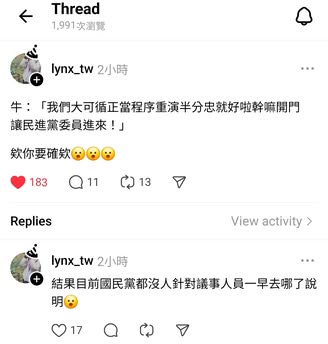 Thread
1,991次瀏覽
lynx_tw 2小時
牛：「我們大可循正當程序重演半分忠就好啦幹嘛開門
讓民進黨委員進來！」
欸你要確欸😮😮😮
183 11 13
Replies
View activity >
lynx_tw 2小時
結果目前國民黨都沒人針對議事人員一早去哪了說
明😮
17